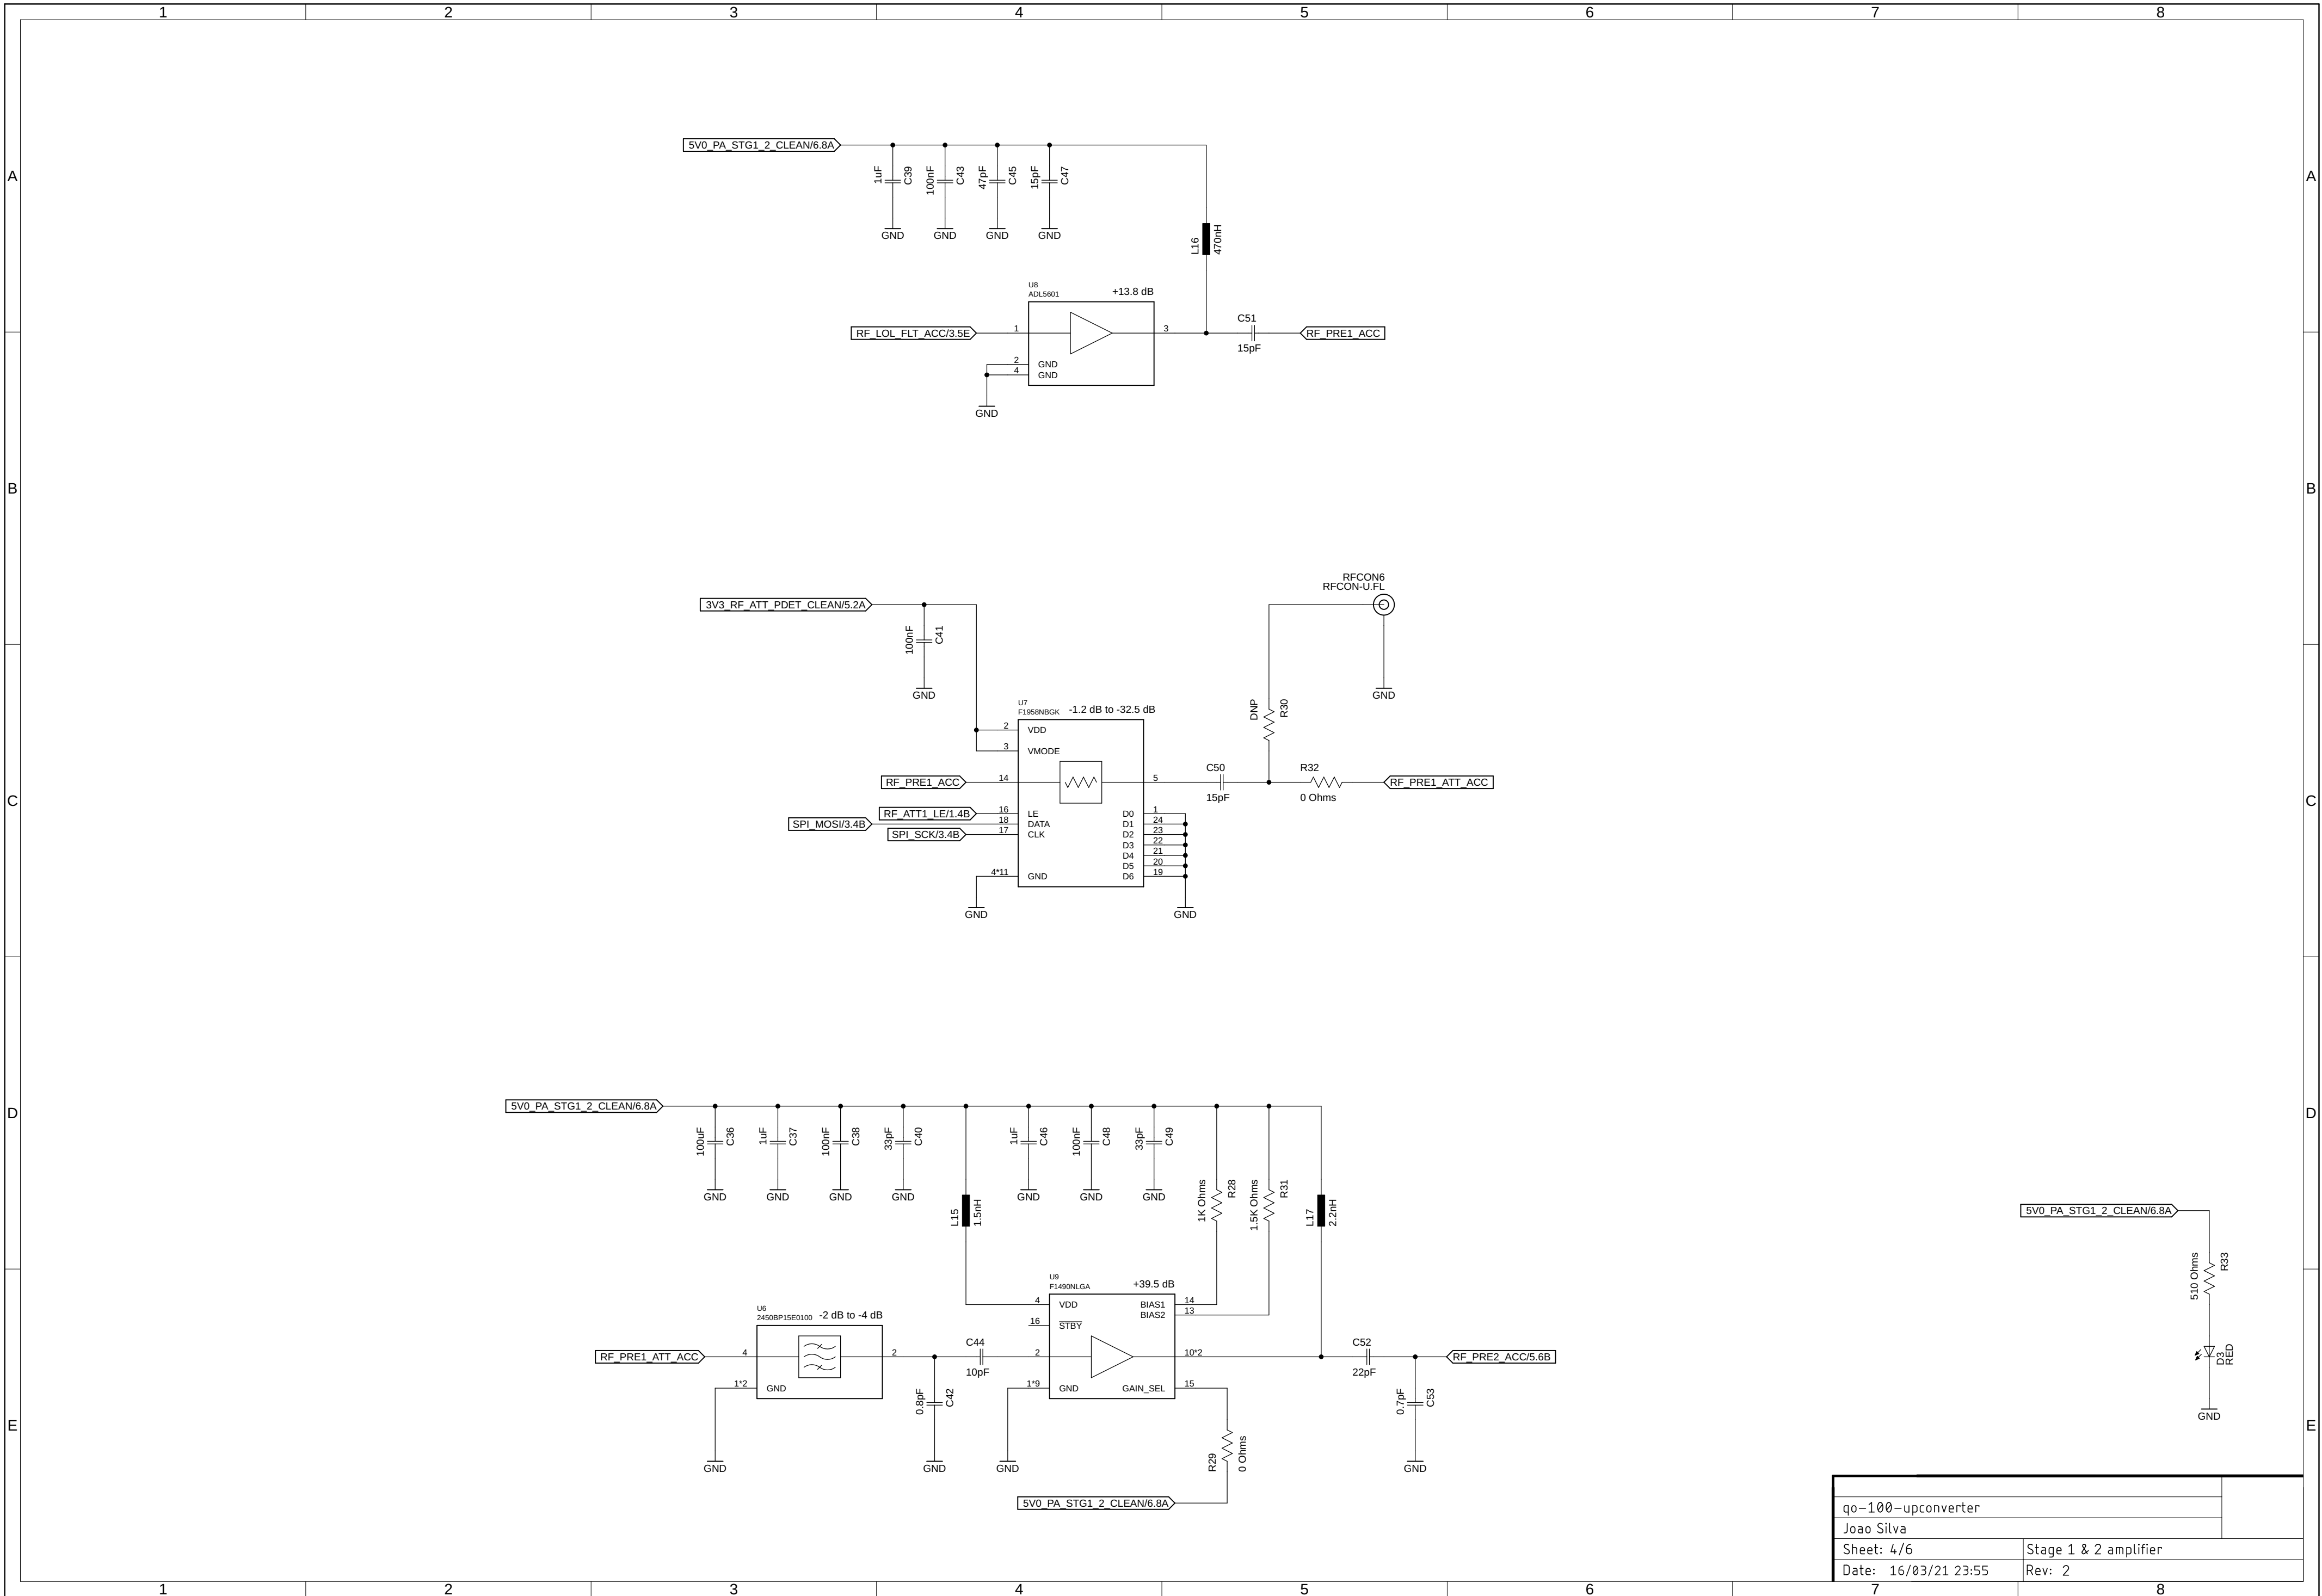 1 2 3 4 5 6 7 8
A A
5V0_PA_STG1_2_CLEAN/6.8A
1uF C39 100nF C43 47pF C45 15pF C47
GND GND GND GND
L16 470nH
U8
ADL5601 +13.8 dB
RF_LOL_FLT_ACC/3.5E 1 3 C51 RF_PRE1_ACC
15pF
2 GND
4 GND
GND
B B
RFCON6
RFCON-U.FL
3V3_RF_ATT_PDET_CLEAN/5.2A
100nF C41
GND GND
DNP R30
U7
F1958NBGK -1.2 dB to -32.5 dB
2 VDD
3 VMODE
C50 R32
RF_PRE1_ACC 14 5 RF_PRE1_ATT_ACC
15pF 0 Ohms
C C
RF_ATT1_LE/1.4B 16 LE D0 1
SPI_MOSI/3.4B 18 DATA D1 24
SPI_SCK/3.4B 17 CLK D2 23
D3 22
D4 21
D5 20
4*11 GND D6 19
GND GND
D D
5V0_PA_STG1_2_CLEAN/6.8A
100uF C36 1uF C37 100nF C38 33pF C40 1uF C46 100nF C48 33pF C49
GND GND GND GND GND GND GND
L15 1.5nH 1K Ohms R28 1.5K Ohms R31 L17 2.2nH
5V0_PA_STG1_2_CLEAN/6.8A
510 Ohms R33
D3 RED
GND
U9
F1490NLGA +39.5 dB
4 VDD BIAS1 14
BIAS2 13
16 STBY
U6
2450BP15E0100 -2 dB to -4 dB
C44 C52
RF_PRE1_ATT_ACC 4 2 2 10*2 RF_PRE2_ACC/5.6B
10pF 22pF
1*2 GND 1*9 GND GAIN_SEL 15
0.8pF C42 0.7pF C53
E E
R29 0 Ohms
GND GND GND GND
5V0_PA_STG1_2_CLEAN/6.8A
qo-100-upconverter
Joao Silva
Sheet: 4/6 Stage 1 & 2 amplifier
Date: 16/03/21 23:55 Rev: 2
1 2 3 4 5 6 7 8